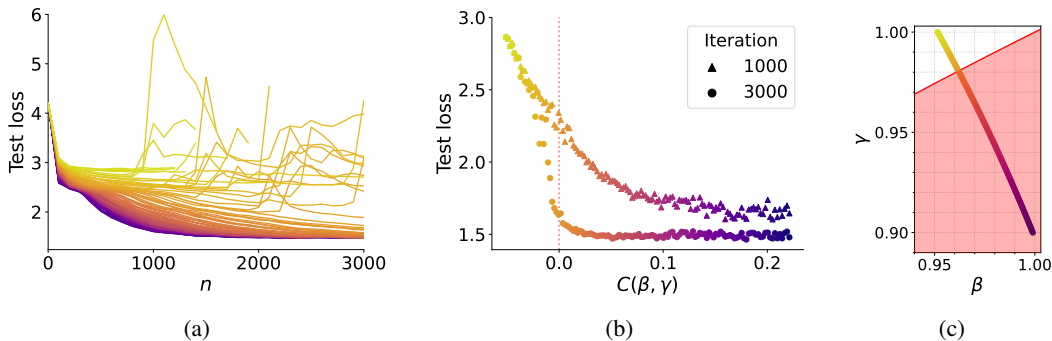 6
5
4
3
2
Test loss
0
1000
2000
3000
n
(a)
3.0
2.5
2.0
1.5
Test loss
Iteration
1000
3000
0.0
0.1
0.2
C(β, γ)
(b)
1.00
0.95
0.90
γ
0.95
1.00
β
(c)